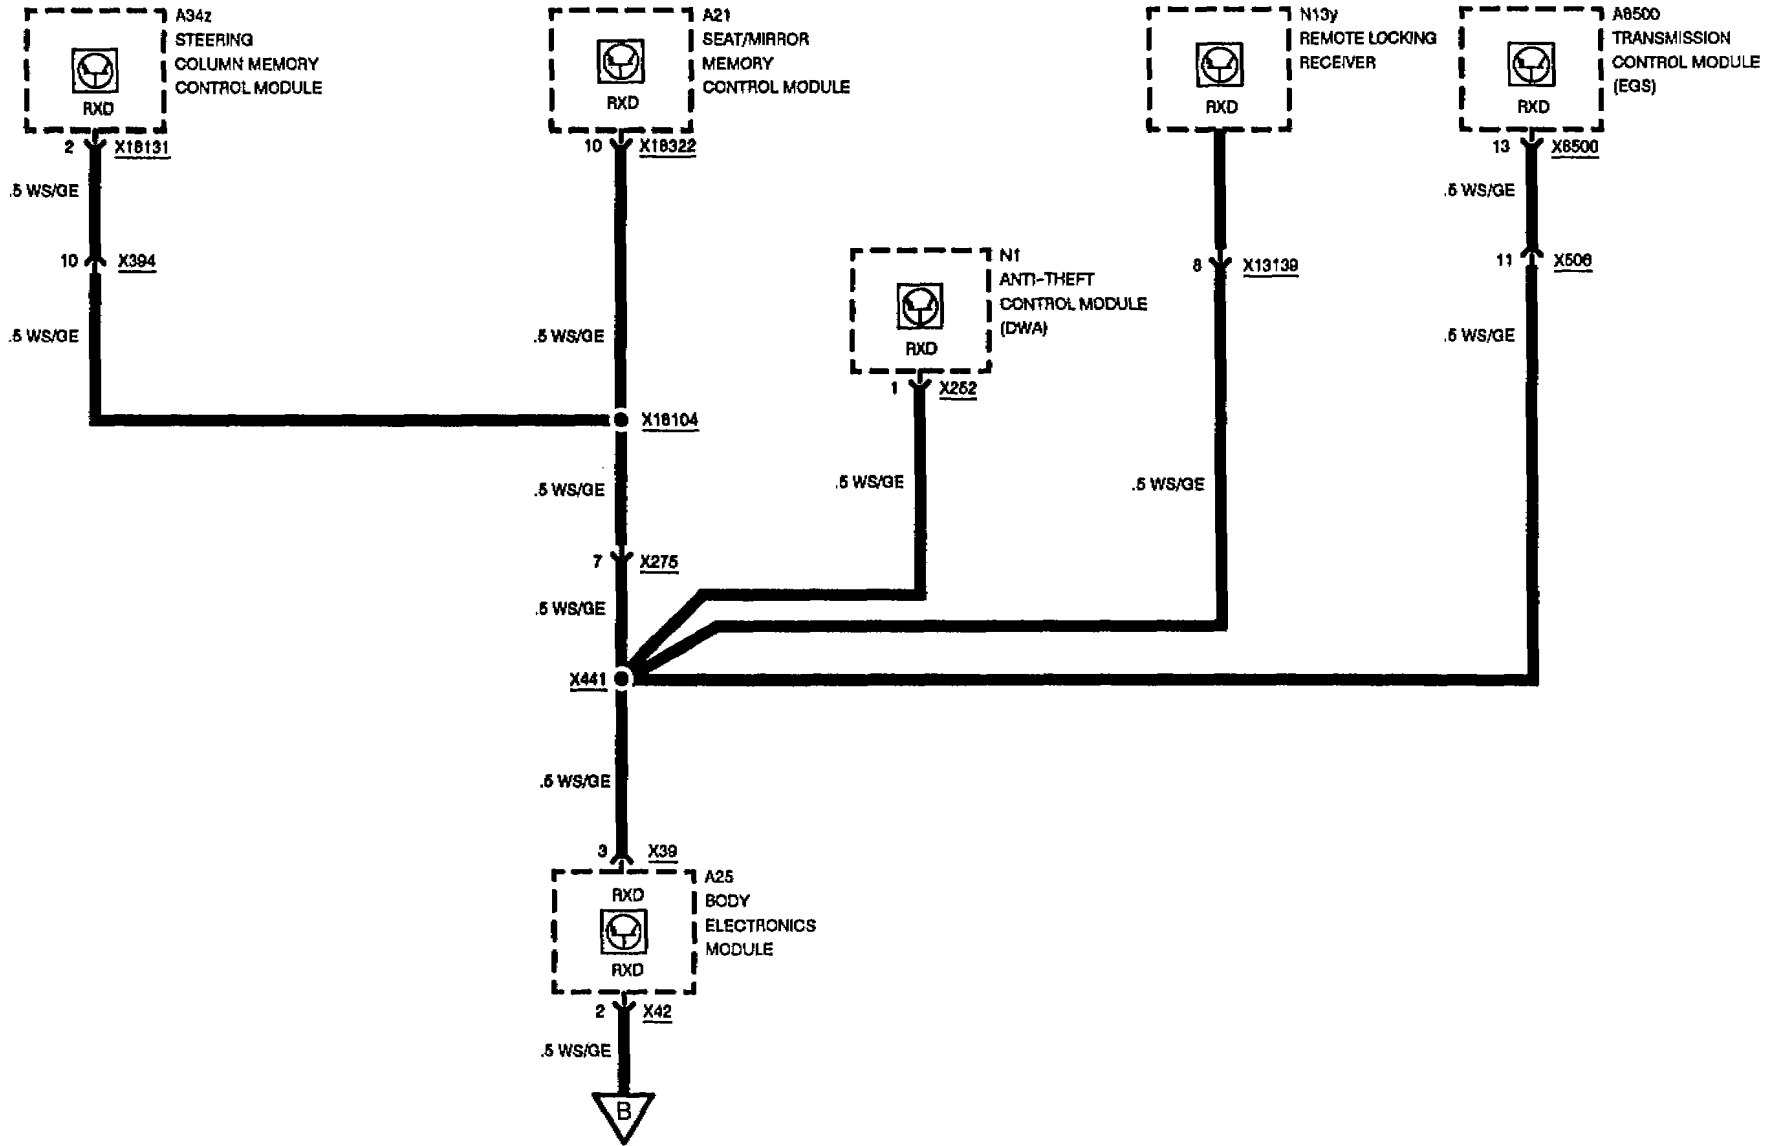 A34z
STEERING
COLUMN MEMORY
CONTROL MODULE
RXD
2 X18131
.5 WS/GE
10 X394
.5 WS/GE
A21
SEAT/MIRROR
MEMORY
CONTROL MODULE
RXD
10 X18322
.5 WS/GE
X18104
.5 WS/GE
7 X275
.5 WS/GE
N1
ANTI-THEFT
CONTROL MODULE
(DWA)
RXD
1 X252
.5 WS/GE
N13y
REMOTE LOCKING
RECEIVER
RXD
8 X13139
.5 WS/GE
A8500
TRANSMISSION
CONTROL MODULE
(EGS)
RXD
13 X8500
.5 WS/GE
11 X506
.5 WS/GE
X441
.5 WS/GE
3 X39
A25
BODY
ELECTRONICS
MODULE
RXD
RXD
2 X42
.5 WS/GE
B